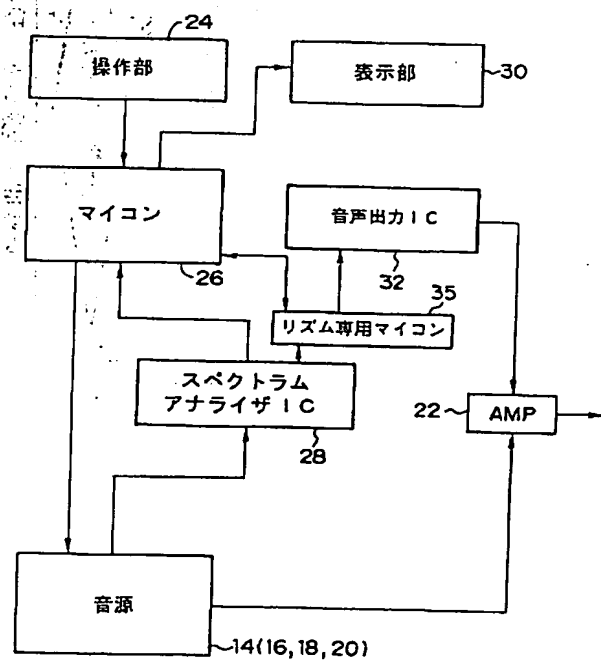 24
操作部
表示部
30
マイコン
26
音声出力IC
32
35
リズム専用マイコン
スペクトラム
アナライザIC
28
22
AMP
音源
14(16,18,20)